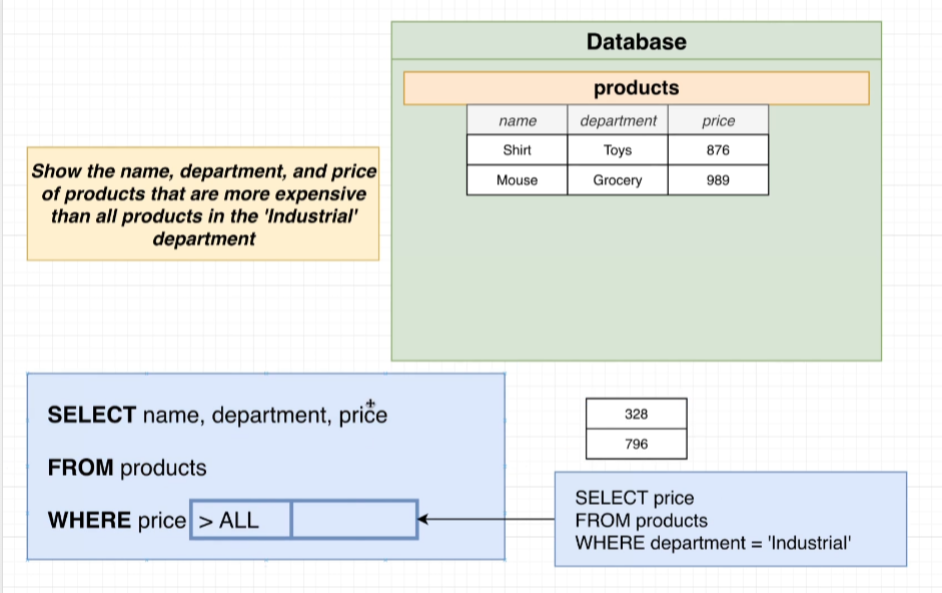 Database
products
name department price
Shirt Toys 876
Mouse Grocery 989
Show the name, department, and price
of products that are more expensive
than all products in the 'Industrial'
department
SELECT name, department, price
FROM products
WHERE price > ALL
328
796
SELECT price
FROM products
WHERE department = 'Industrial'